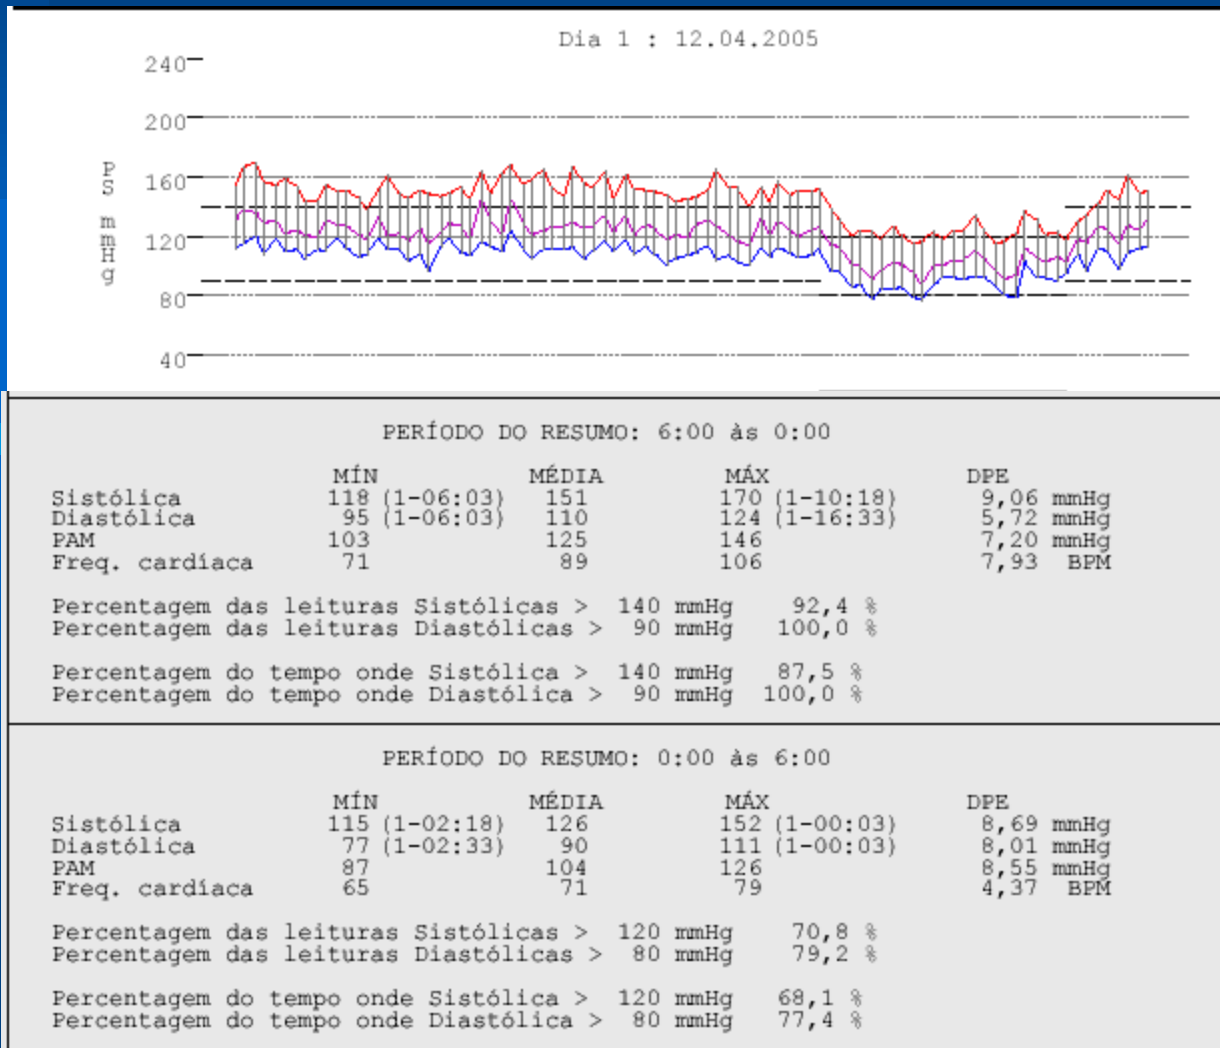 Dia 1 : 12.04.2005
240
200
160
120
80
40
PS mmHg
PERÍODO DO RESUMO: 6:00 às 0:00
MÍN MÉDIA MÁX DPE
Sistólica 118 (1-06:03) 151 170 (1-10:18) 9,06 mmHg
Diastólica 95 (1-06:03) 110 124 (1-16:33) 5,72 mmHg
PAM 103 125 146 7,20 mmHg
Freq. cardíaca 71 89 106 7,93 BPM
Percentagem das leituras Sistólicas > 140 mmHg 92,4 %
Percentagem das leituras Diastólicas > 90 mmHg 100,0 %
Percentagem do tempo onde Sistólica > 140 mmHg 87,5 %
Percentagem do tempo onde Diastólica > 90 mmHg 100,0 %
PERÍODO DO RESUMO: 0:00 às 6:00
MÍN MÉDIA MÁX DPE
Sistólica 115 (1-02:18) 126 152 (1-00:03) 8,69 mmHg
Diastólica 77 (1-02:33) 90 111 (1-00:03) 8,01 mmHg
PAM 87 104 126 8,55 mmHg
Freq. cardíaca 65 71 79 4,37 BPM
Percentagem das leituras Sistólicas > 120 mmHg 70,8 %
Percentagem das leituras Diastólicas > 80 mmHg 79,2 %
Percentagem do tempo onde Sistólica > 120 mmHg 68,1 %
Percentagem do tempo onde Diastólica > 80 mmHg 77,4 %